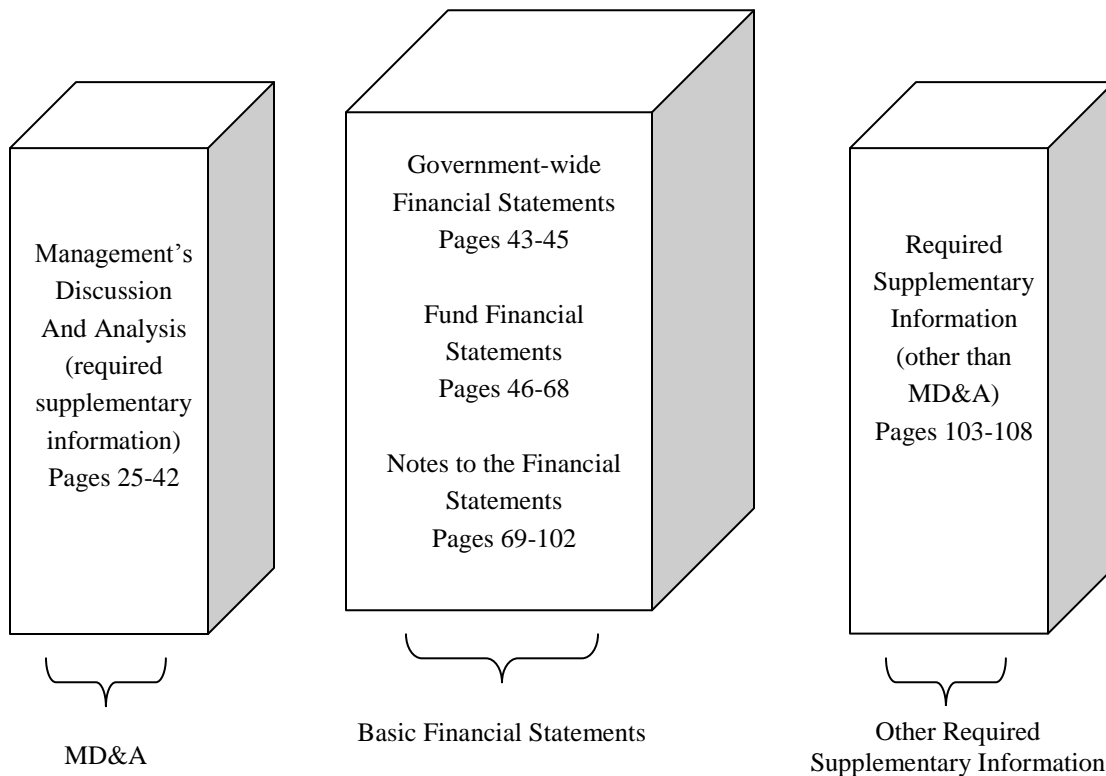 Management’s
Discussion
And Analysis
(required
supplementary
information)
Pages 25-42
MD&A
Government-wide
Financial Statements
Pages 43-45
Fund Financial
Statements
Pages 46-68
Notes to the Financial
Statements
Pages 69-102
Basic Financial Statements
Required
Supplementary
Information
(other than
MD&A)
Pages 103-108
Other Required
Supplementary Information